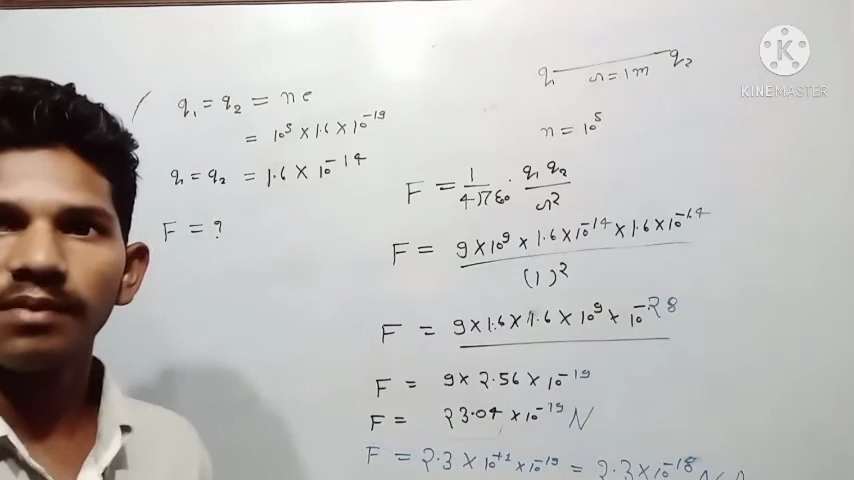 KINEMASTER
q₁ = q₂ = ne
= 10⁵ × 1.6 × 10⁻¹⁹
q₁ = q₂ = 1.6 × 10⁻¹⁴
F = ?
q₁ q₂
r = 1m
n = 10⁵
F = 1/4πε₀ · q₁ q₂/r²
F = 9 × 10⁹ × 1.6 × 10⁻¹⁴ × 1.6 × 10⁻¹⁴/(1)²
F = 9 × 1.6 × 1.6 × 10⁹ × 10⁻²⁸
F = 9 × 2.56 × 10⁻¹⁹
F = 23.04 × 10⁻¹⁹ N
F = 2.3 × 10⁺¹ × 10⁻¹⁹ = 2.3 × 10⁻¹⁸